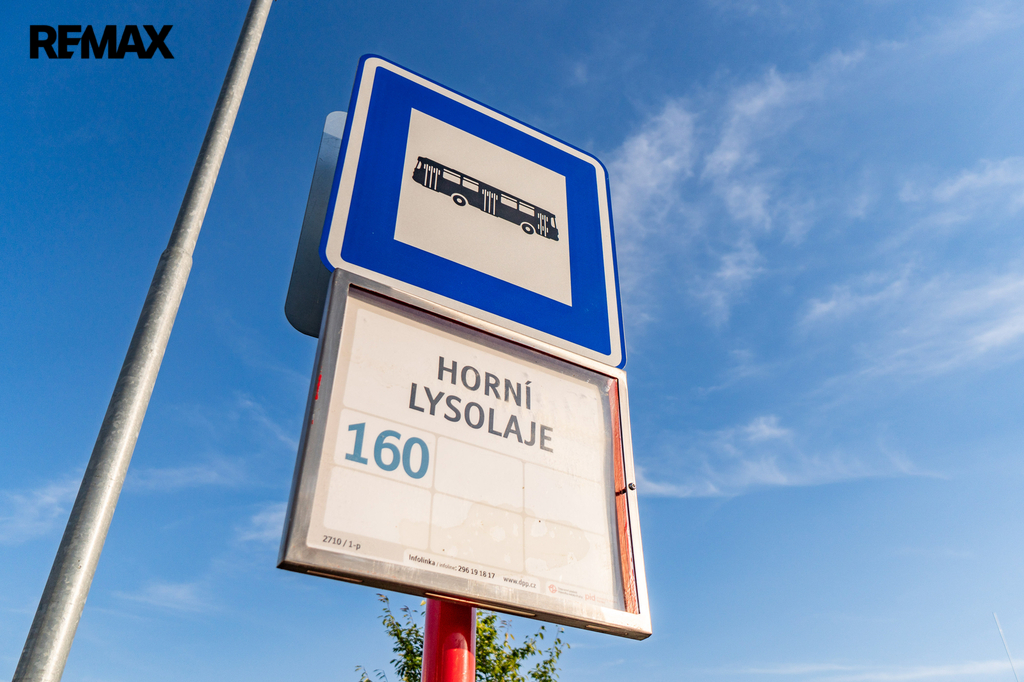 RE/MAX
HORNÍ
LYSOLAJE
160
2710 / 1-p
Infolinka / infoline: 296 19 18 17 www.dpp.cz